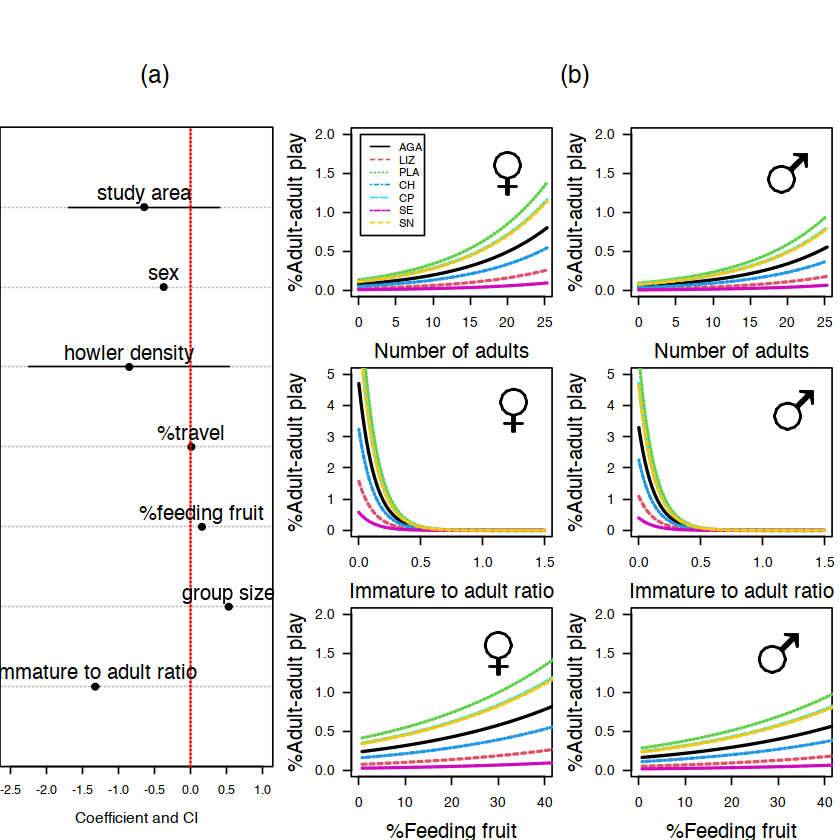 (a)
(b)
study area
sex
howler density
%travel
%feeding fruit
group size
mmature to adult ratio
-2.5 -2.0 -1.5 -1.0 -0.5 0.0 0.5 1.0
Coefficient and CI
%Adult-adult play
2.0
1.5
1.0
0.5
0.0
AGA
LIZ
PLA
CH
CP
SE
SN
♀
0 5 10 15 20 25
Number of adults
%Adult-adult play
2.0
1.5
1.0
0.5
0.0
♂
0 5 10 15 20 25
Number of adults
%Adult-adult play
5
4
3
2
1
0
♀
0.0 0.5 1.0 1.5
Immature to adult ratio
%Adult-adult play
5
4
3
2
1
0
♂
0.0 0.5 1.0 1.5
Immature to adult ratio
%Adult-adult play
2.0
1.5
1.0
0.5
0.0
♀
0 10 20 30 40
%Feeding fruit
%Adult-adult play
2.0
1.5
1.0
0.5
0.0
♂
0 10 20 30 40
%Feeding fruit